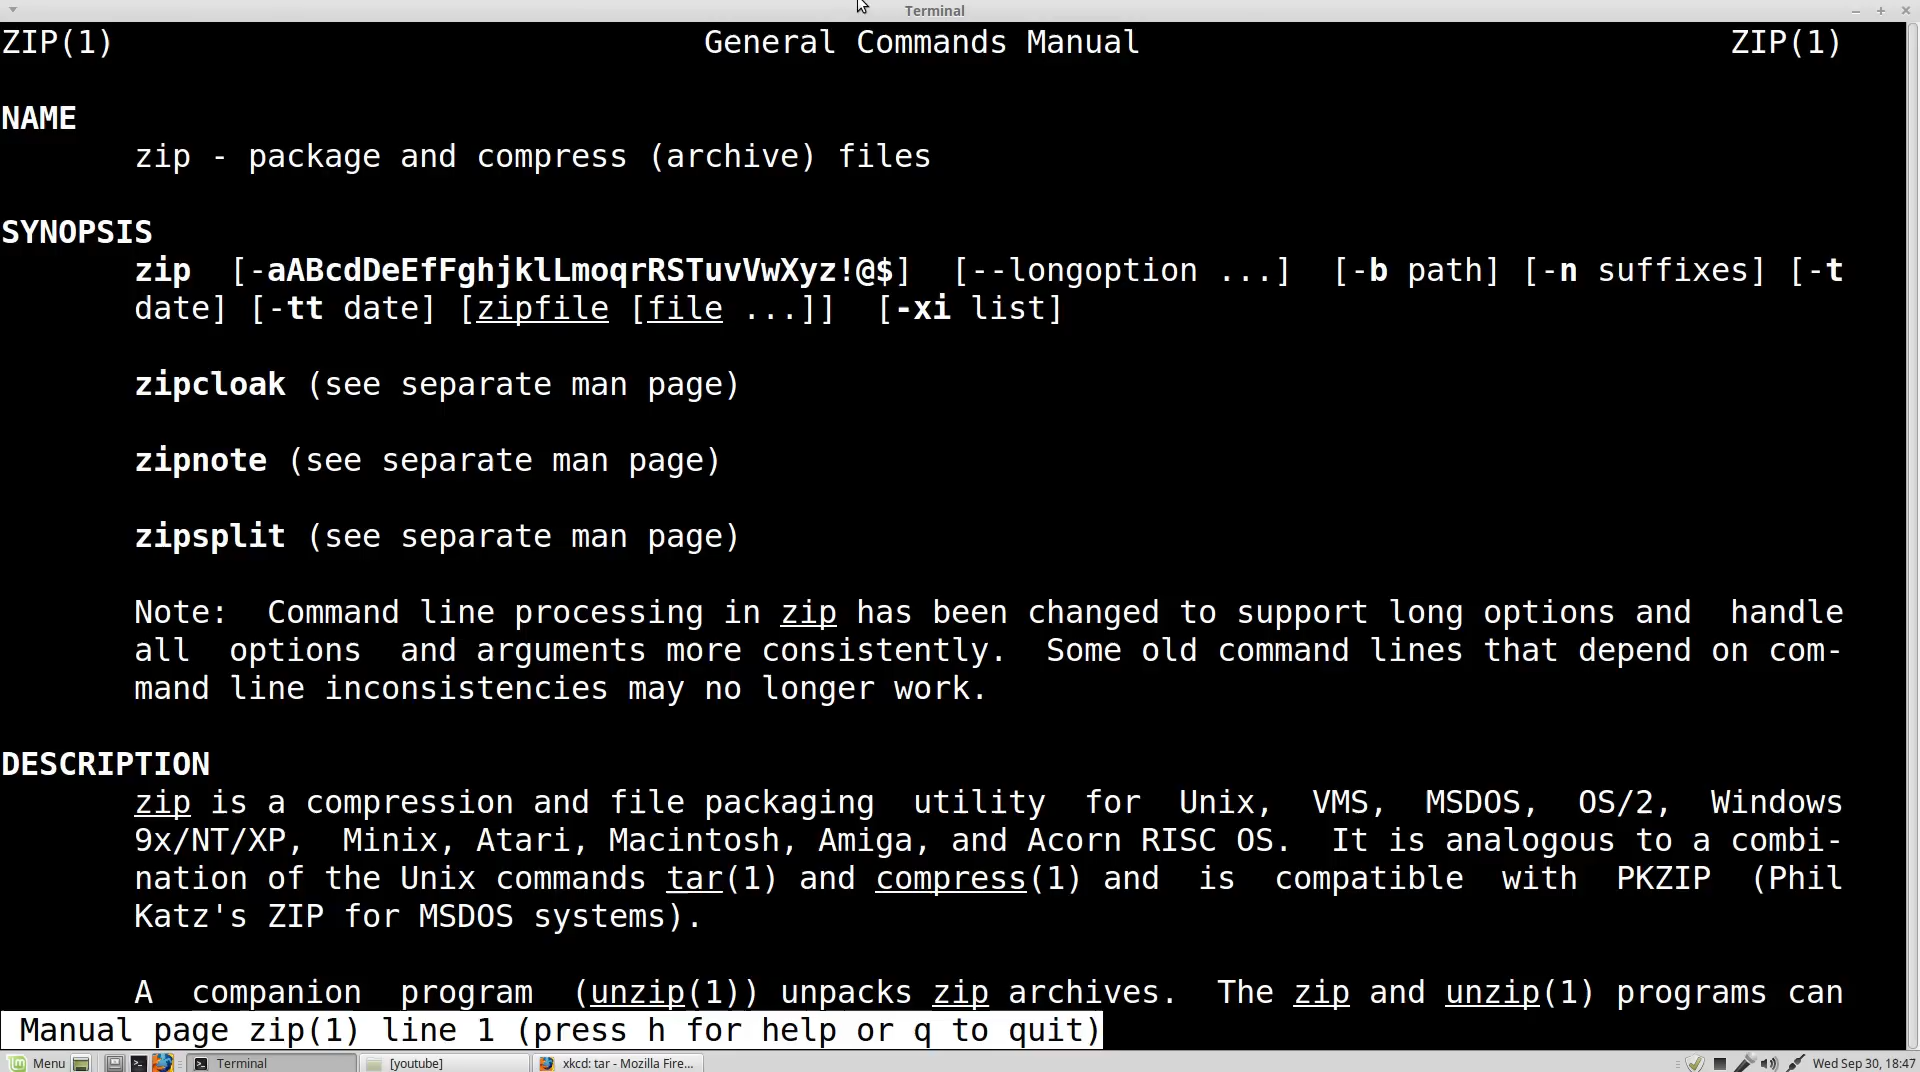 Terminal
ZIP(1) General Commands Manual ZIP(1)
NAME
zip - package and compress (archive) files
SYNOPSIS
zip [-aABcdDeEfFghjklLmoqrRSTuvVwXyz!@$] [--longoption ...] [-b path] [-n suffixes] [-t
date] [-tt date] [zipfile [file ...]] [-xi list]
zipcloak (see separate man page)
zipnote (see separate man page)
zipsplit (see separate man page)
Note: Command line processing in zip has been changed to support long options and handle
all options and arguments more consistently. Some old command lines that depend on com-
mand line inconsistencies may no longer work.
DESCRIPTION
zip is a compression and file packaging utility for Unix, VMS, MSDOS, OS/2, Windows
9x/NT/XP, Minix, Atari, Macintosh, Amiga, and Acorn RISC OS. It is analogous to a combi-
nation of the Unix commands tar(1) and compress(1) and is compatible with PKZIP (Phil
Katz's ZIP for MSDOS systems).
A companion program (unzip(1)) unpacks zip archives. The zip and unzip(1) programs can
Manual page zip(1) line 1 (press h for help or q to quit)
Menu Terminal [youtube] xkcd: tar - Mozilla Fire... Wed Sep 30, 18:47